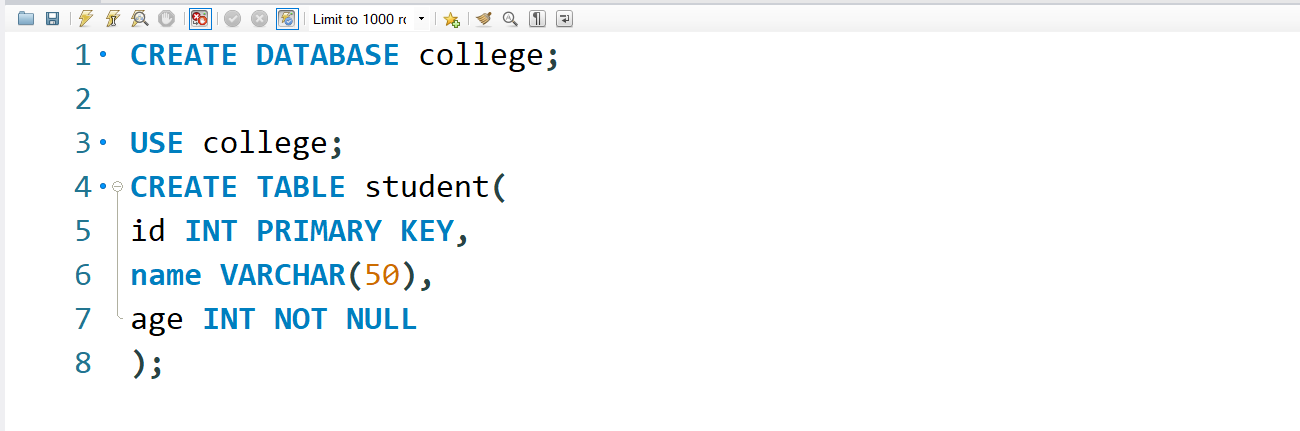 Limit to 1000 rc
1 CREATE DATABASE college;
2
3 USE college;
4 CREATE TABLE student(
5 id INT PRIMARY KEY,
6 name VARCHAR(50),
7 age INT NOT NULL
8 );